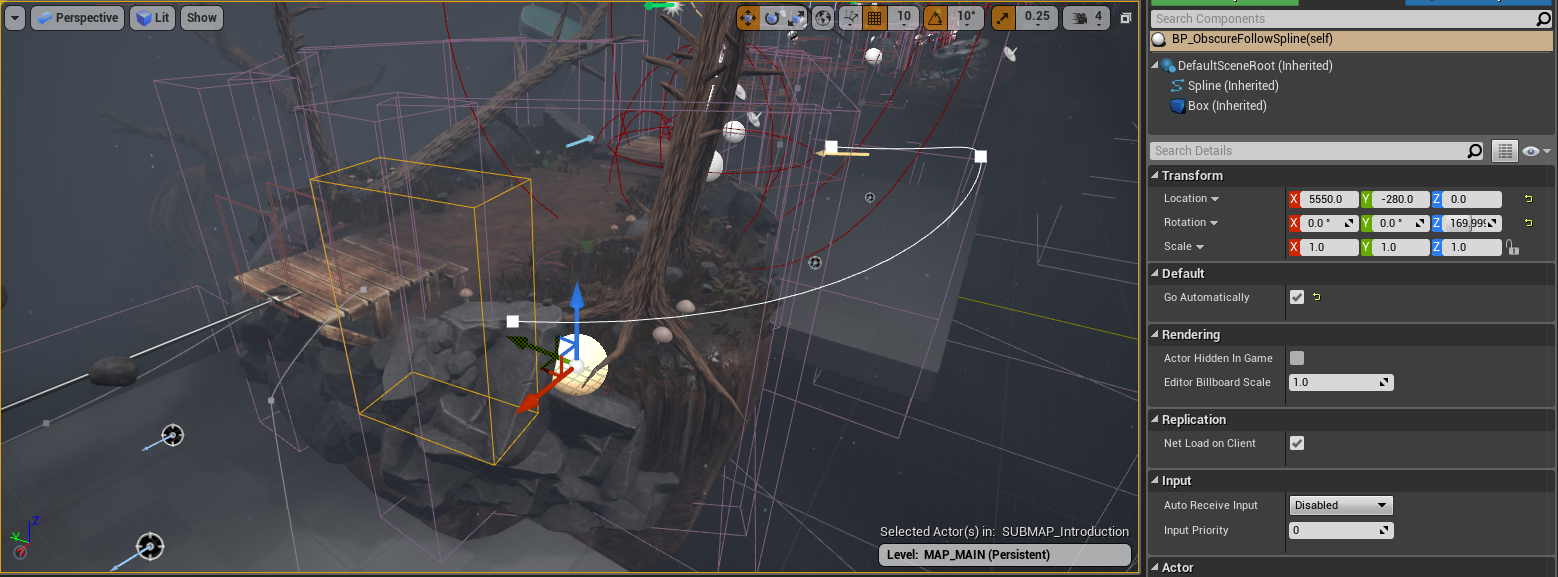 Perspective
Lit
Show
10
10°
0.25
4
Selected Actor(s) in: SUBMAP_Introduction
Level: MAP_MAIN (Persistent)
Z
Y
Search Components
BP_ObscureFollowSpline(self)
DefaultSceneRoot (Inherited)
Spline (Inherited)
Box (Inherited)
Search Details
Transform
Location X 5550.0 Y -280.0 Z 0.0
Rotation X 0.0 ° Y 0.0 ° Z 169.999
Scale X 1.0 Y 1.0 Z 1.0
Default
Go Automatically
Rendering
Actor Hidden In Game
Editor Billboard Scale 1.0
Replication
Net Load on Client
Input
Auto Receive Input Disabled
Input Priority 0
Actor